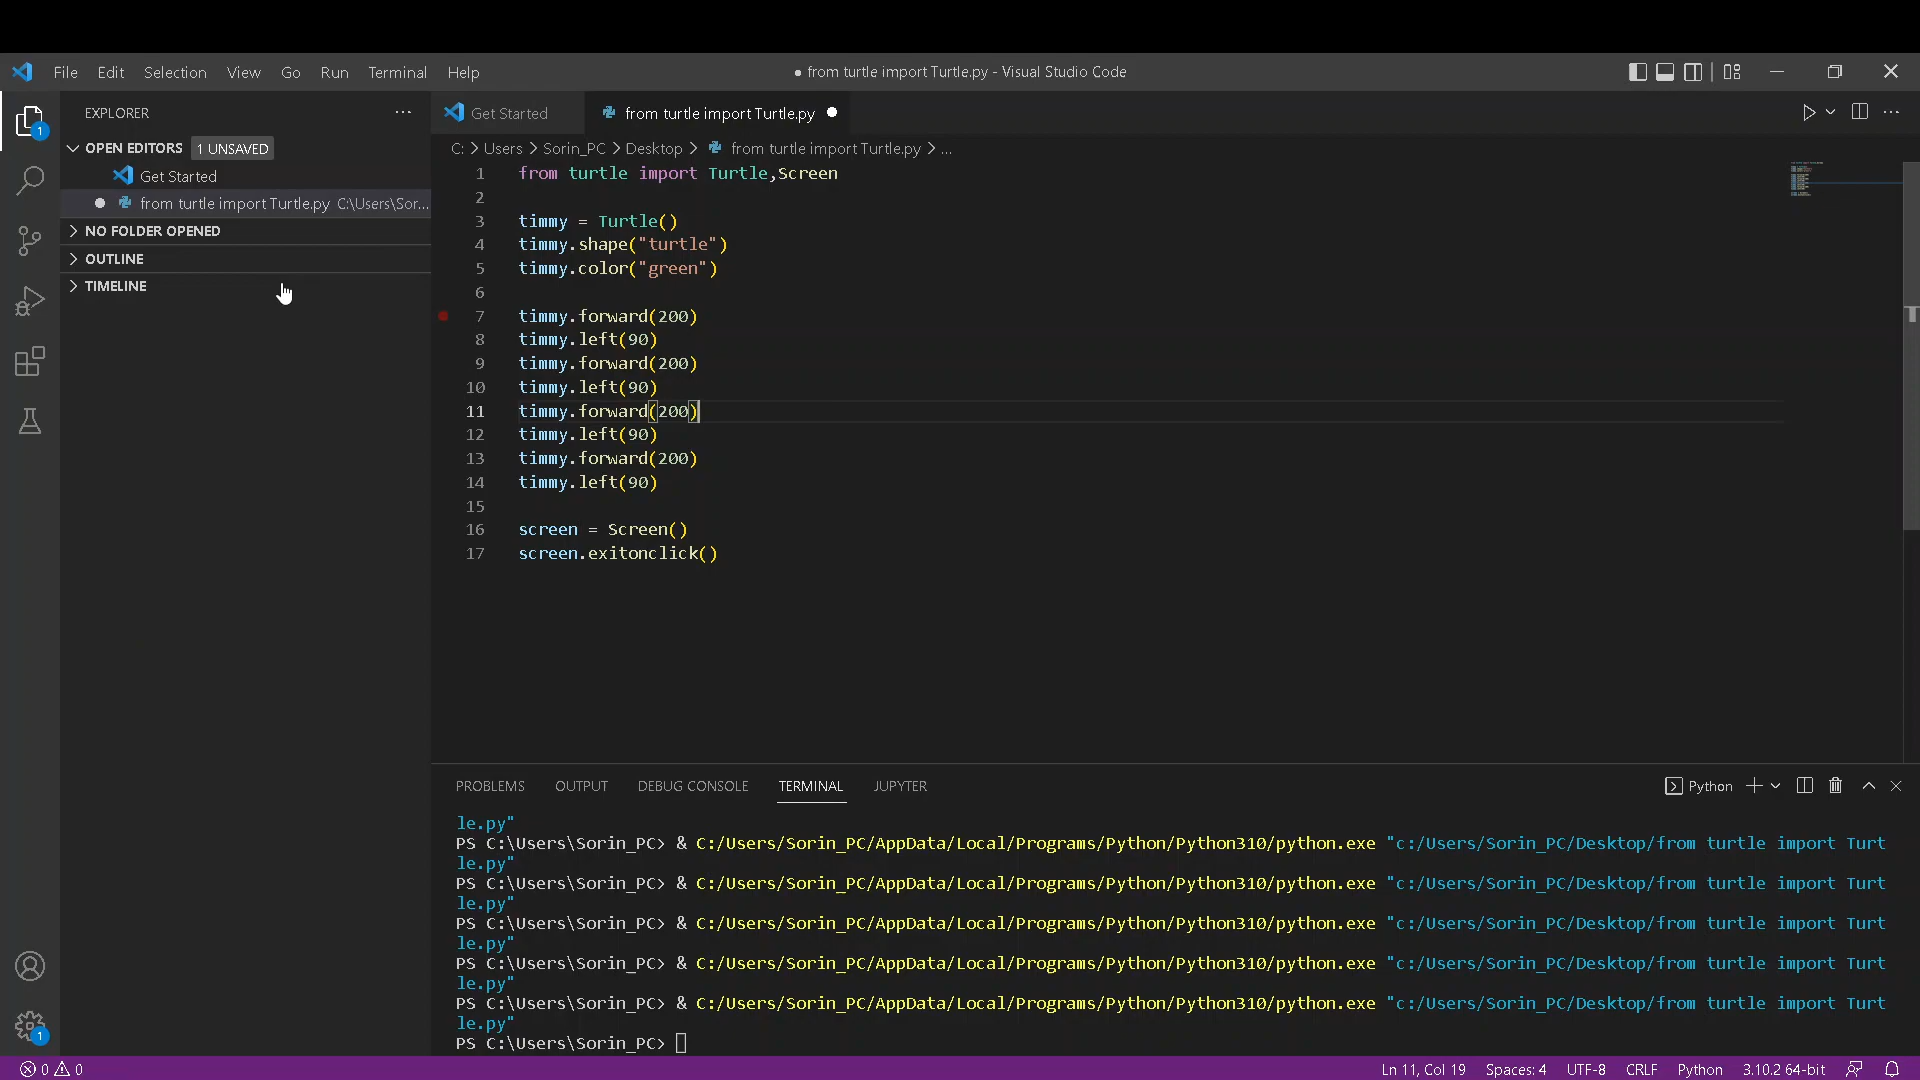 File Edit Selection View Go Run Terminal Help
● from turtle import Turtle.py - Visual Studio Code
EXPLORER
OPEN EDITORS 1 UNSAVED
Get Started
from turtle import Turtle.py C:\Users\Sor...
NO FOLDER OPENED
OUTLINE
TIMELINE
1
1
Get Started
from turtle import Turtle.py
C: > Users > Sorin_PC > Desktop > from turtle import Turtle.py > ...
1 from turtle import Turtle,Screen
2
3 timmy = Turtle()
4 timmy.shape("turtle")
5 timmy.color("green")
6
7 timmy.forward(200)
8 timmy.left(90)
9 timmy.forward(200)
10 timmy.left(90)
11 timmy.forward(200)
12 timmy.left(90)
13 timmy.forward(200)
14 timmy.left(90)
15
16 screen = Screen()
17 screen.exitonclick()
PROBLEMS OUTPUT DEBUG CONSOLE TERMINAL JUPYTER
Python
le.py"
PS C:\Users\Sorin_PC> & C:/Users/Sorin_PC/AppData/Local/Programs/Python/Python310/python.exe "c:/Users/Sorin_PC/Desktop/from turtle import Turt
le.py"
PS C:\Users\Sorin_PC> & C:/Users/Sorin_PC/AppData/Local/Programs/Python/Python310/python.exe "c:/Users/Sorin_PC/Desktop/from turtle import Turt
le.py"
PS C:\Users\Sorin_PC> & C:/Users/Sorin_PC/AppData/Local/Programs/Python/Python310/python.exe "c:/Users/Sorin_PC/Desktop/from turtle import Turt
le.py"
PS C:\Users\Sorin_PC> & C:/Users/Sorin_PC/AppData/Local/Programs/Python/Python310/python.exe "c:/Users/Sorin_PC/Desktop/from turtle import Turt
le.py"
PS C:\Users\Sorin_PC> & C:/Users/Sorin_PC/AppData/Local/Programs/Python/Python310/python.exe "c:/Users/Sorin_PC/Desktop/from turtle import Turt
le.py"
PS C:\Users\Sorin_PC>
0 0
Ln 11, Col 19 Spaces: 4 UTF-8 CRLF Python 3.10.2 64-bit